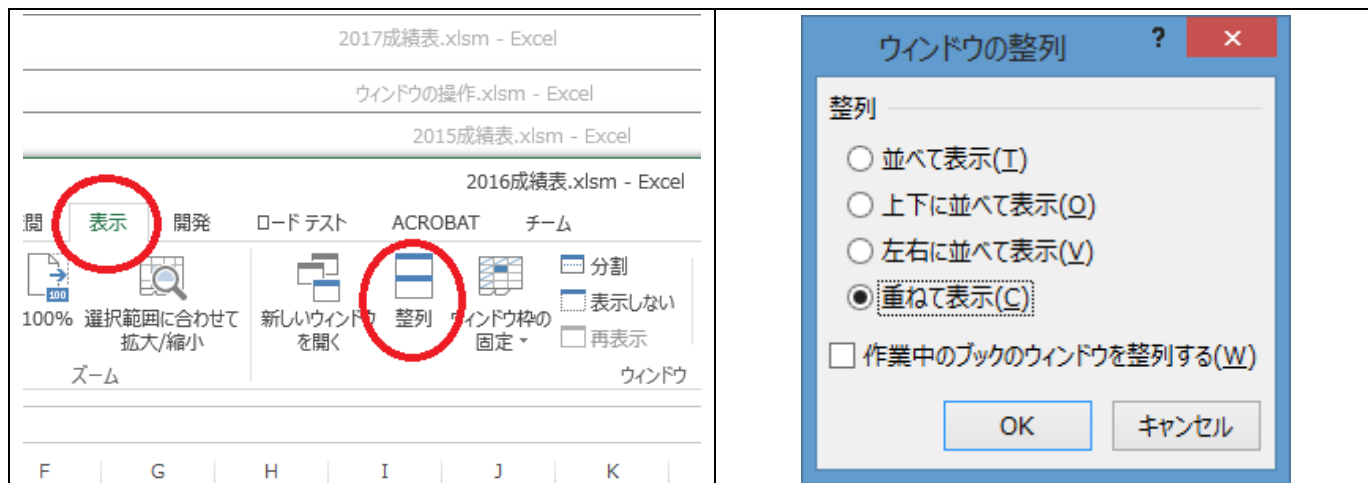 2017成績表.xlsm - Excel
ウィンドウの操作.xlsm - Excel
2015成績表.xlsm - Excel
2016成績表.xlsm - Excel
閲 表示 開発 ロード テスト ACROBAT チーム
100
100% 選択範囲に合わせて
拡大/縮小
新しいウィンドウ
を開く
整列
ウィンドウ枠の
固定
分割
表示しない
再表示
ズーム
ウィンドウ
F G H I J K
ウィンドウの整列 ? ×
整列
並べて表示(T)
上下に並べて表示(O)
左右に並べて表示(V)
重ねて表示(C)
作業中のブックのウィンドウを整列する(W)
OK キャンセル